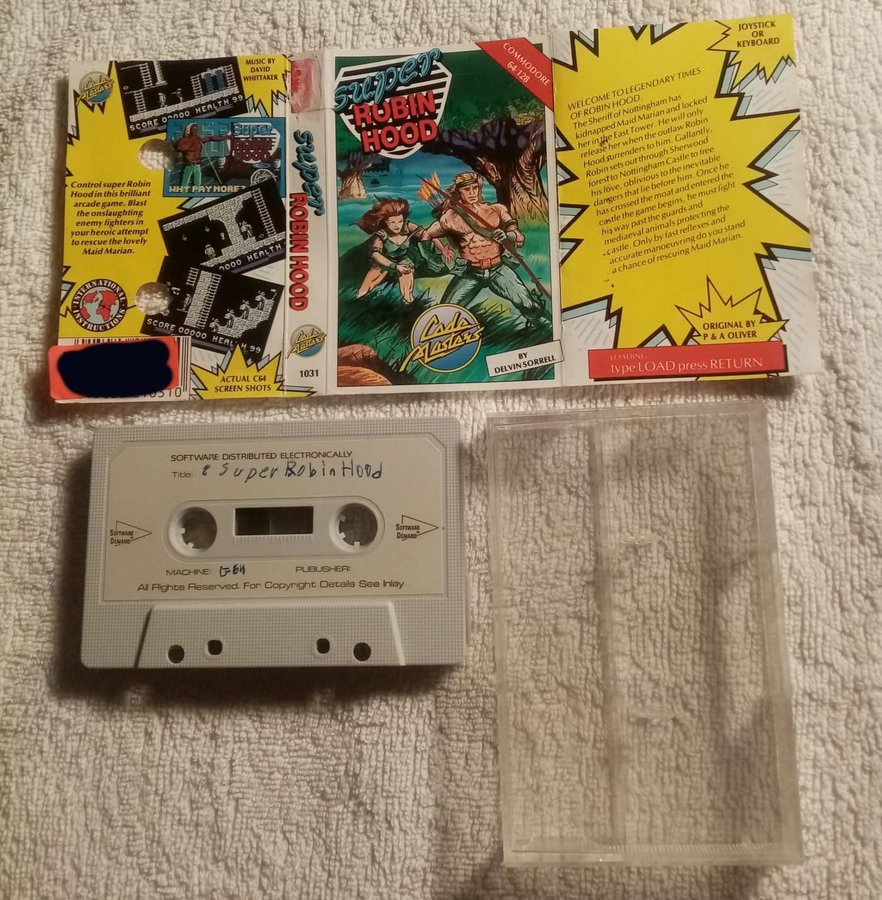 Code
Masters
MUSIC BY
DAVID
WHITTAKER
SCORE 00000 HEALTH 99
Super
ROBIN
HOOD
WHY PAY MORE?
Control super Robin
Hood in this brilliant
arcade game. Blast
the onslaughting
enemy fighters in
your heroic attempt
to rescue the lovely
Maid Marian.
0000 HEALTH 99
SCORE 00000 HEALTH 99
INTERNATIONAL
INSTRUCTIONS
ACTUAL C64
SCREEN SHOTS
super ROBIN HOOD
Code
Masters
1031
super
ROBIN
HOOD
COMMODORE
64 128
Code
Masters
BY
DELVIN SORRELL
JOYSTICK
OR
KEYBOARD
WELCOME TO LEGENDARY TIMES
OF ROBIN HOOD.
The Sheriff of Nottingham has
kidnapped Maid Marian and locked
her in the East Tower. He will only
release her when the outlaw Robin
Hood surrenders to him. Gallantly,
Robin sets out through Sherwood
forest to Nottingham Castle to free
his love, oblivious to the inevitable
dangers that lie before him. Once he
has crossed the moat and entered the
castle the game begins, he must fight
his way past the guards and
mediaeval animals protecting the
castle. Only by fast reflexes and
accurate manoeuvring do you stand
a chance of rescuing Maid Marian.
ORIGINAL BY
P & A OLIVER
LOADING
type LOAD press RETURN
SOFTWARE DISTRIBUTED ELECTRONICALLY
Title: Super Robin Hood
SOFTWARE
DEMAND
SOFTWARE
DEMAND
MACHINE: PUBLISHER:
All Rights Reserved. For Copyright Details See Inlay